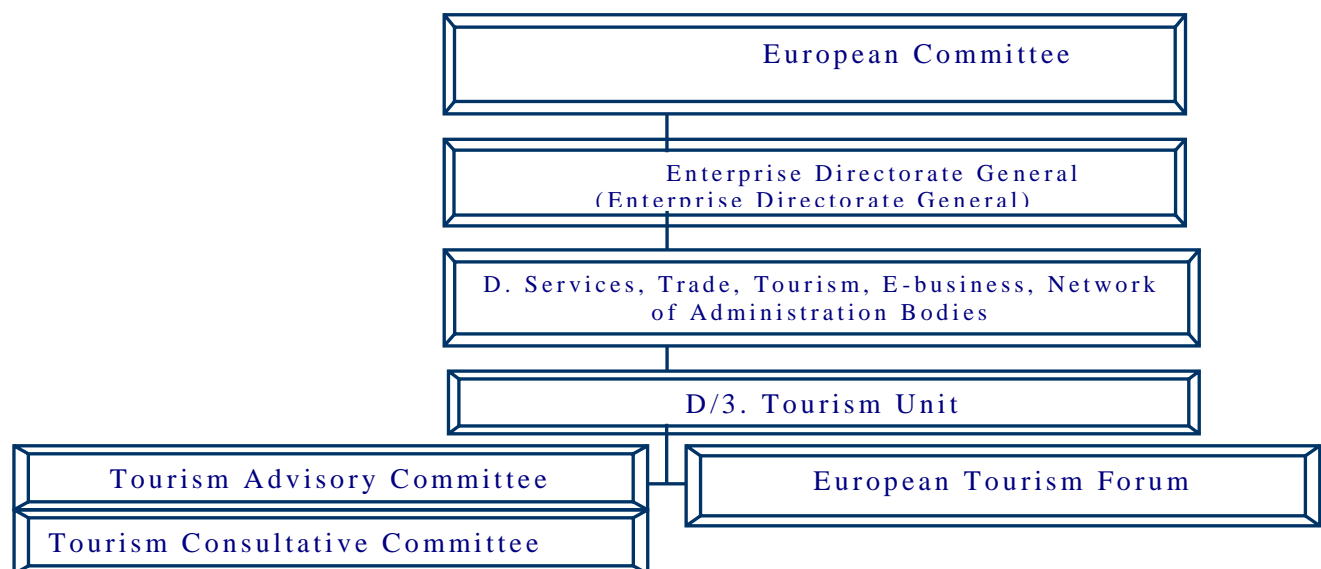 European Committee
Enterprise Directorate General
(Enterprise Directorate General)
D. Services, Trade, Tourism, E-business, Network
of Administration Bodies
D/3. Tourism Unit
Tourism Advisory Committee
European Tourism Forum
Tourism Consultative Committee